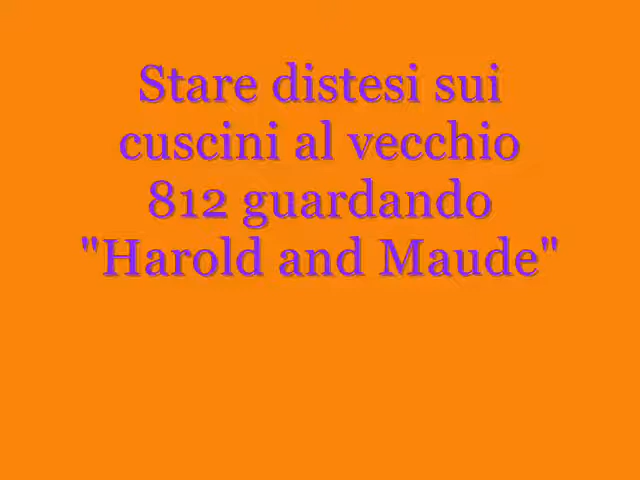 Stare distesi sui
cuscini al vecchio
812 guardando
"Harold and Maude"